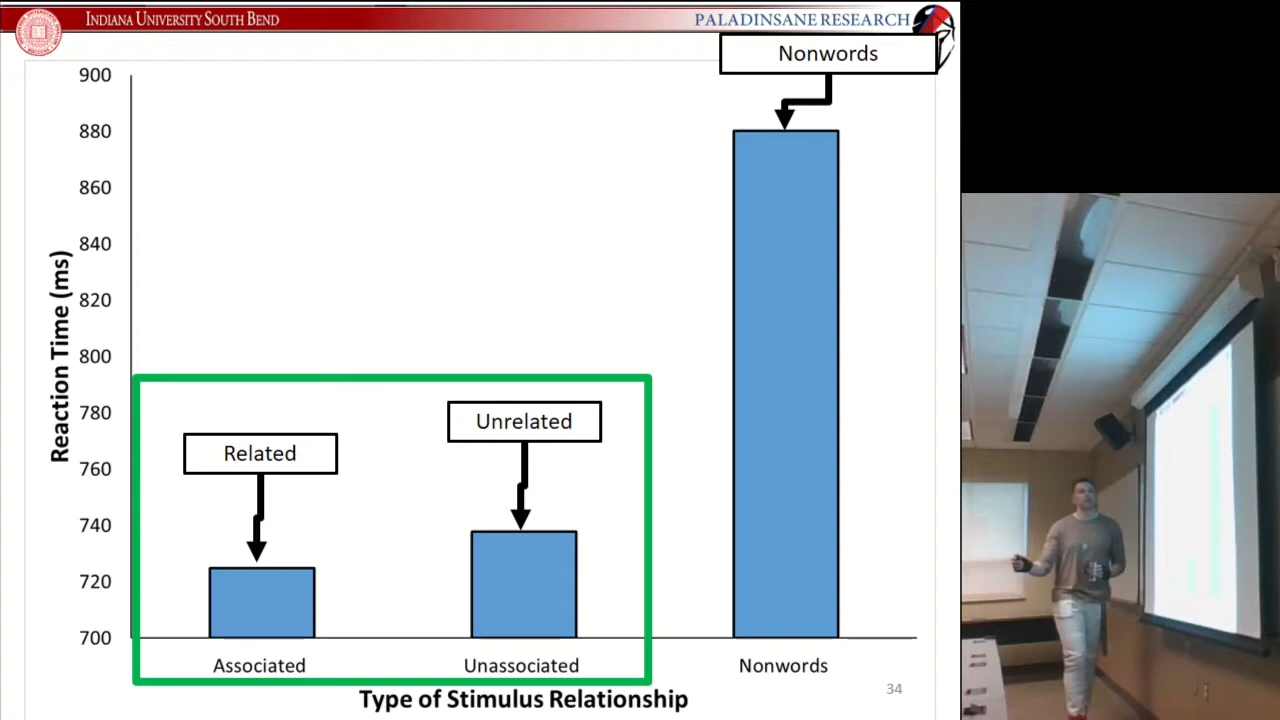 INDIANA UNIVERSITY SOUTH BEND
PALADINSANE RESEARCH
Nonwords
900
880
860
840
820
800
780
760
740
720
700
Reaction Time (ms)
Related
Unrelated
Associated
Unassociated
Nonwords
Type of Stimulus Relationship
34